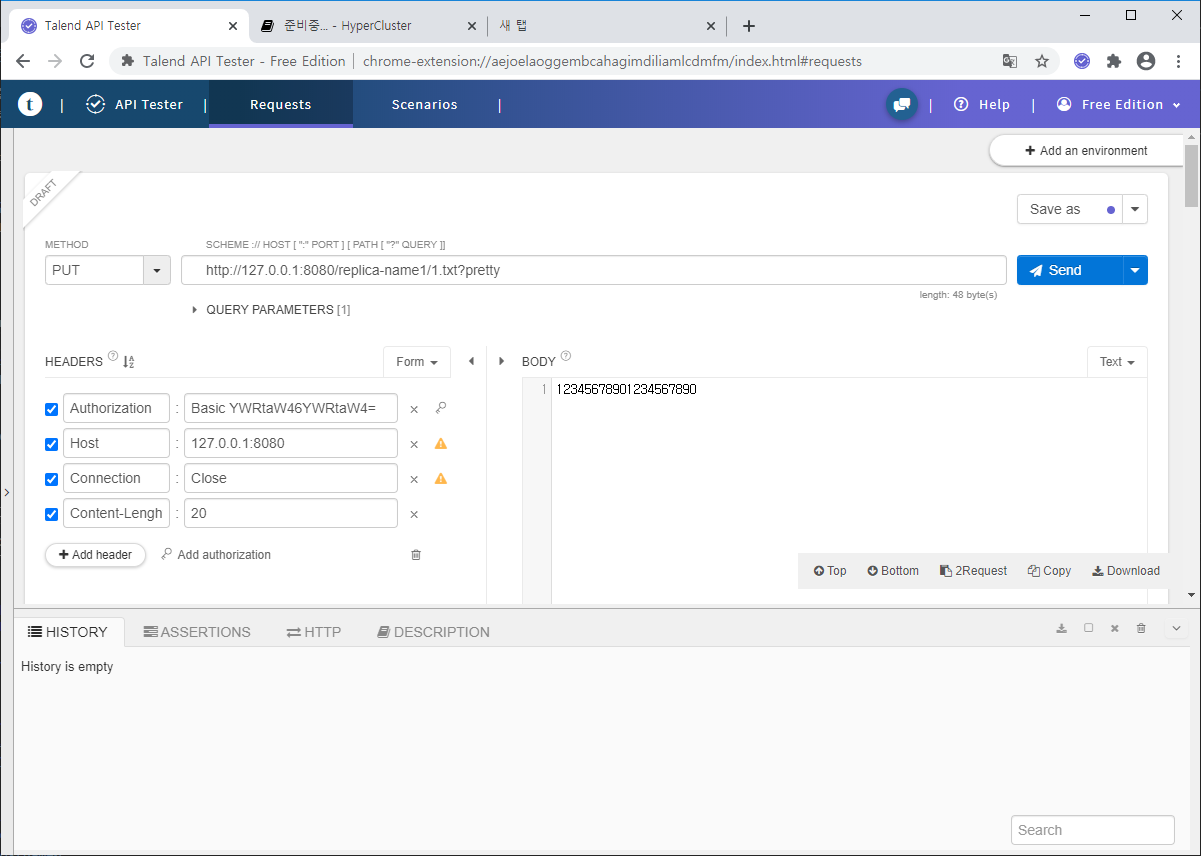 Talend API Tester
준비중... - HyperCluster
새 탭
Talend API Tester - Free Edition | chrome-extension://aejoelaoggembcahagimdiliamlcdmfm/index.html#requests
t | API Tester | Requests Scenarios | | Help | Free Edition
+ Add an environment
DRAFT
Save as
METHOD SCHEME :// HOST [ ":" PORT ] [ PATH [ "?" QUERY ]]
PUT http://127.0.0.1:8080/replica-name1/1.txt?pretty Send
length: 48 byte(s)
QUERY PARAMETERS [1]
HEADERS ? Form BODY ? Text
1 12345678901234567890
Authorization : Basic YWRtaW46YWRtaW4=
Host : 127.0.0.1:8080
Connection : Close
Content-Lengh : 20
+ Add header Add authorization
Top Bottom 2Request Copy Download
HISTORY ASSERTIONS HTTP DESCRIPTION
History is empty
Search